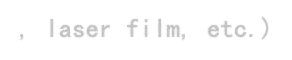 , laser film, etc.)